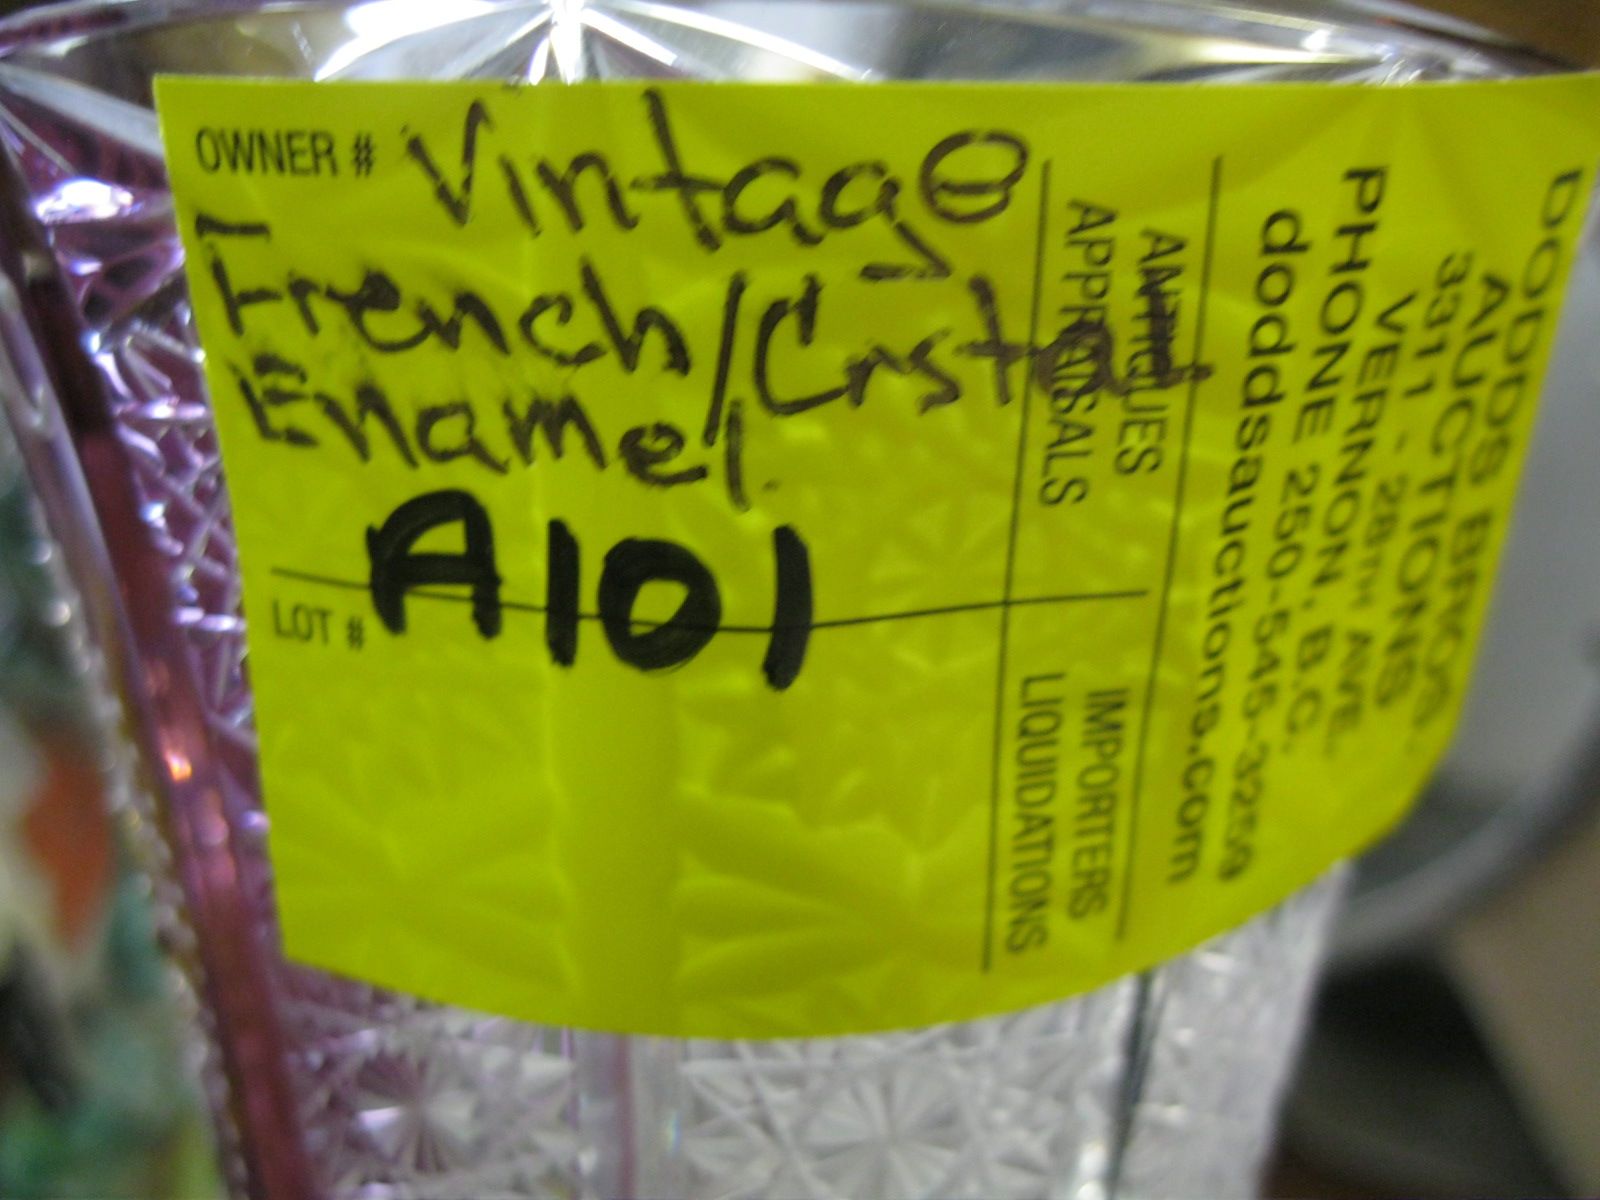 OWNER # Vintage
French/Crstal
Enamel
A101
LOT #
ANTIQUES
APPRAISALS
IMPORTERS
LIQUIDATIONS
DODDS BROS.
AUCTIONS
3311 - 28TH AVE.
VERNON, B.C.
PHONE 250-545-3259
doddsauctions.com